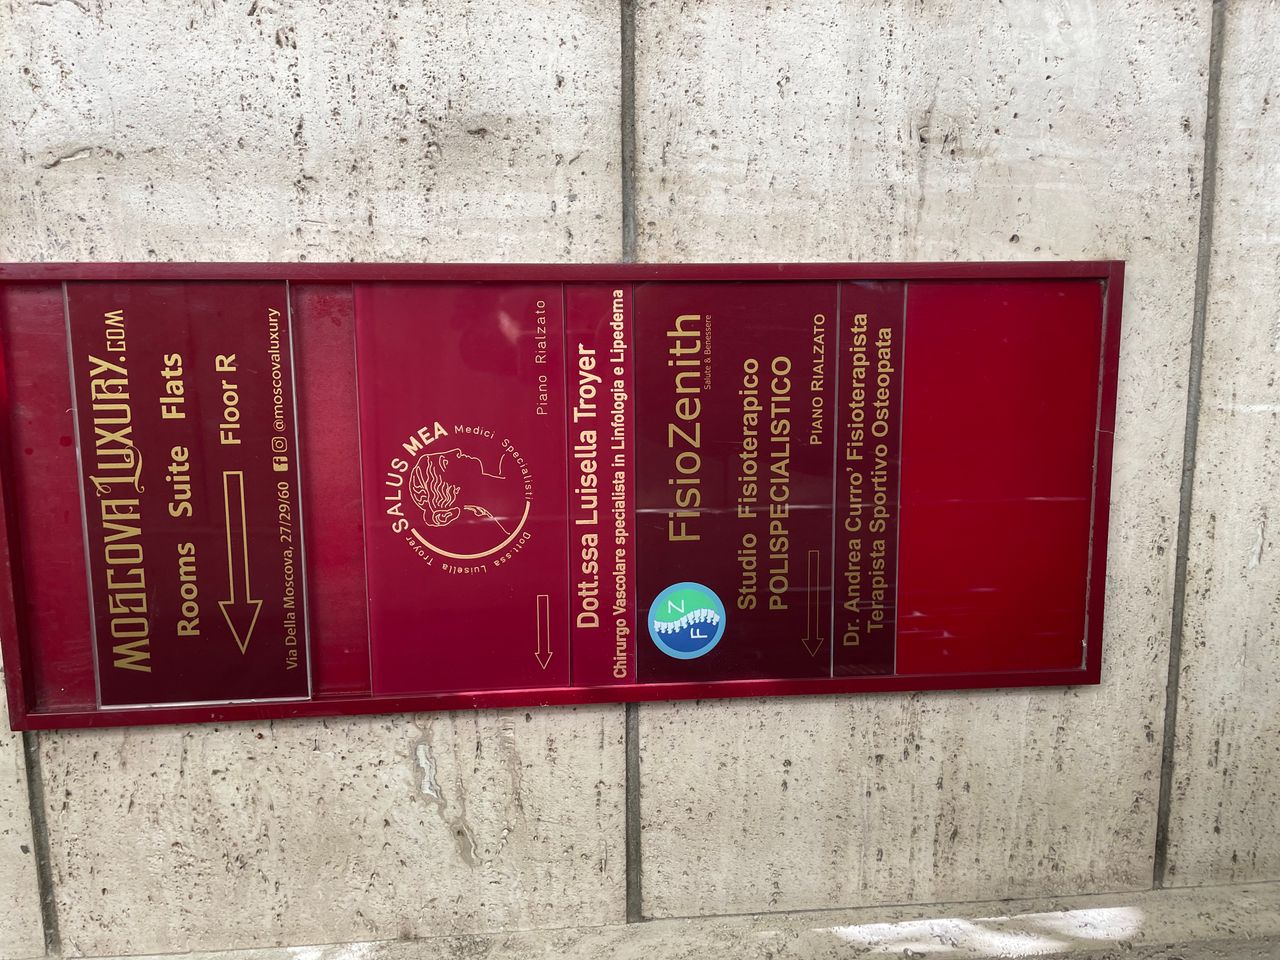 MOSCOVALUXURY.COM
Rooms Suite Flats
Floor R
Via Della Moscova, 27/29/60 @moscovaluxury
SALUS MEA
Medici Specialisti
Dott.ssa Luisella Troyer
Piano Rialzato
Dott.ssa Luisella Troyer
Chirurgo Vascolare specialista in Linfologia e Lipedema
F Z
FisioZenith
Salute & Benessere
Studio Fisioterapico
POLISPECIALISTICO
PIANO RIALZATO
Dr. Andrea Curro' Fisioterapista
Terapista Sportivo Osteopata